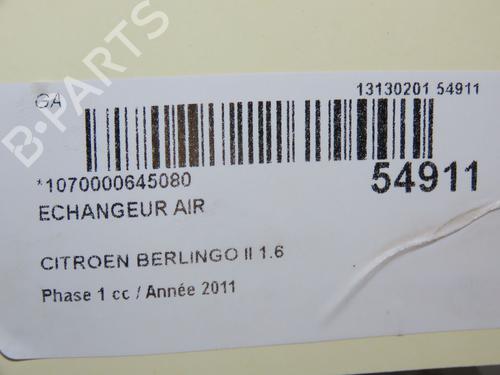 GA
13130201 54911
*1070000645080
54911
ECHANGEUR AIR
CITROEN BERLINGO II 1.6
Phase 1 cc / Année 2011
B-PARTS